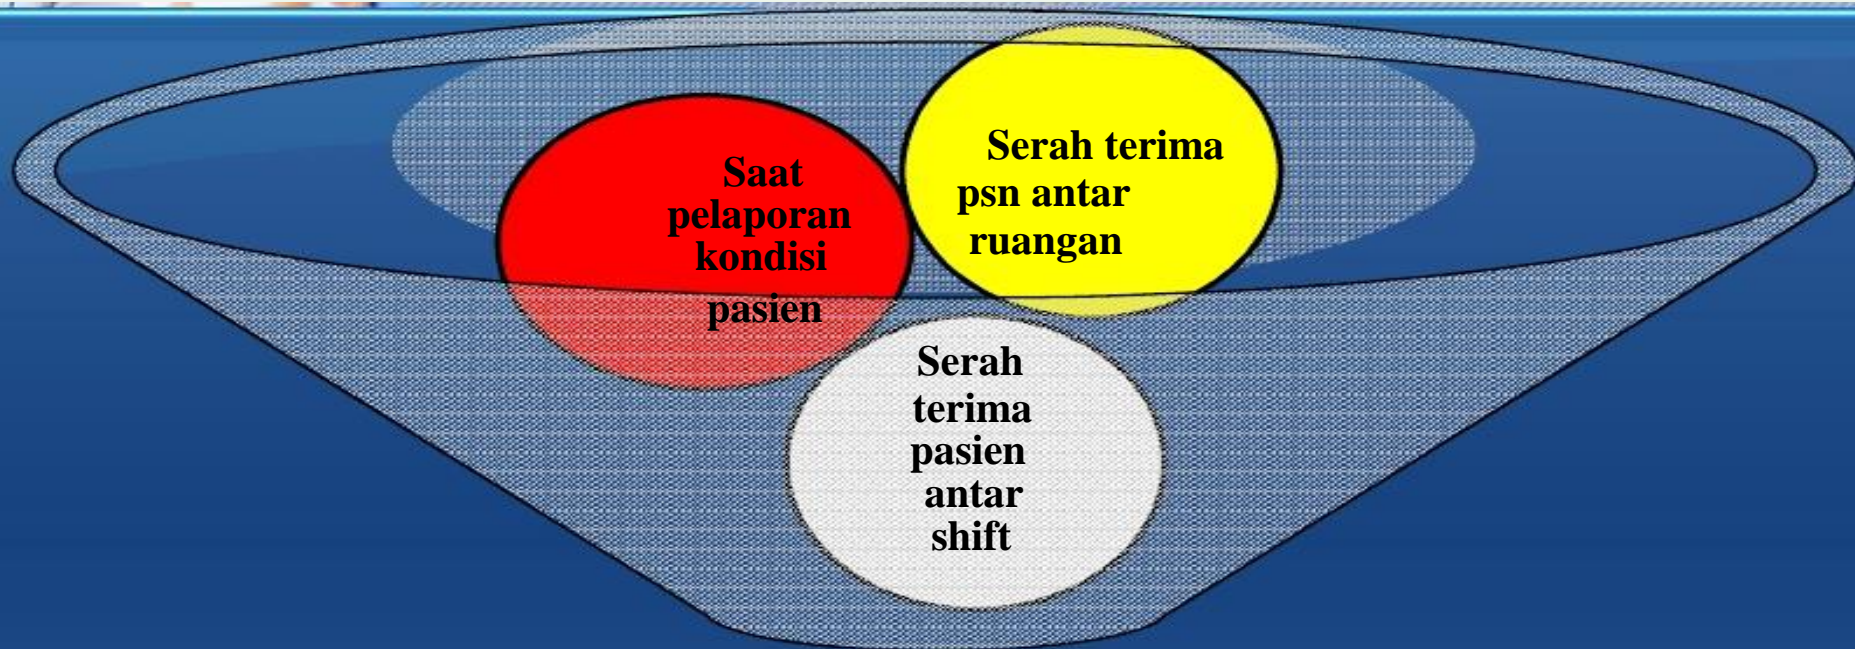 Saat
pelaporan
kondisi
pasien
Serah terima
psn antar
ruangan
Serah
terima
pasien
antar
shift